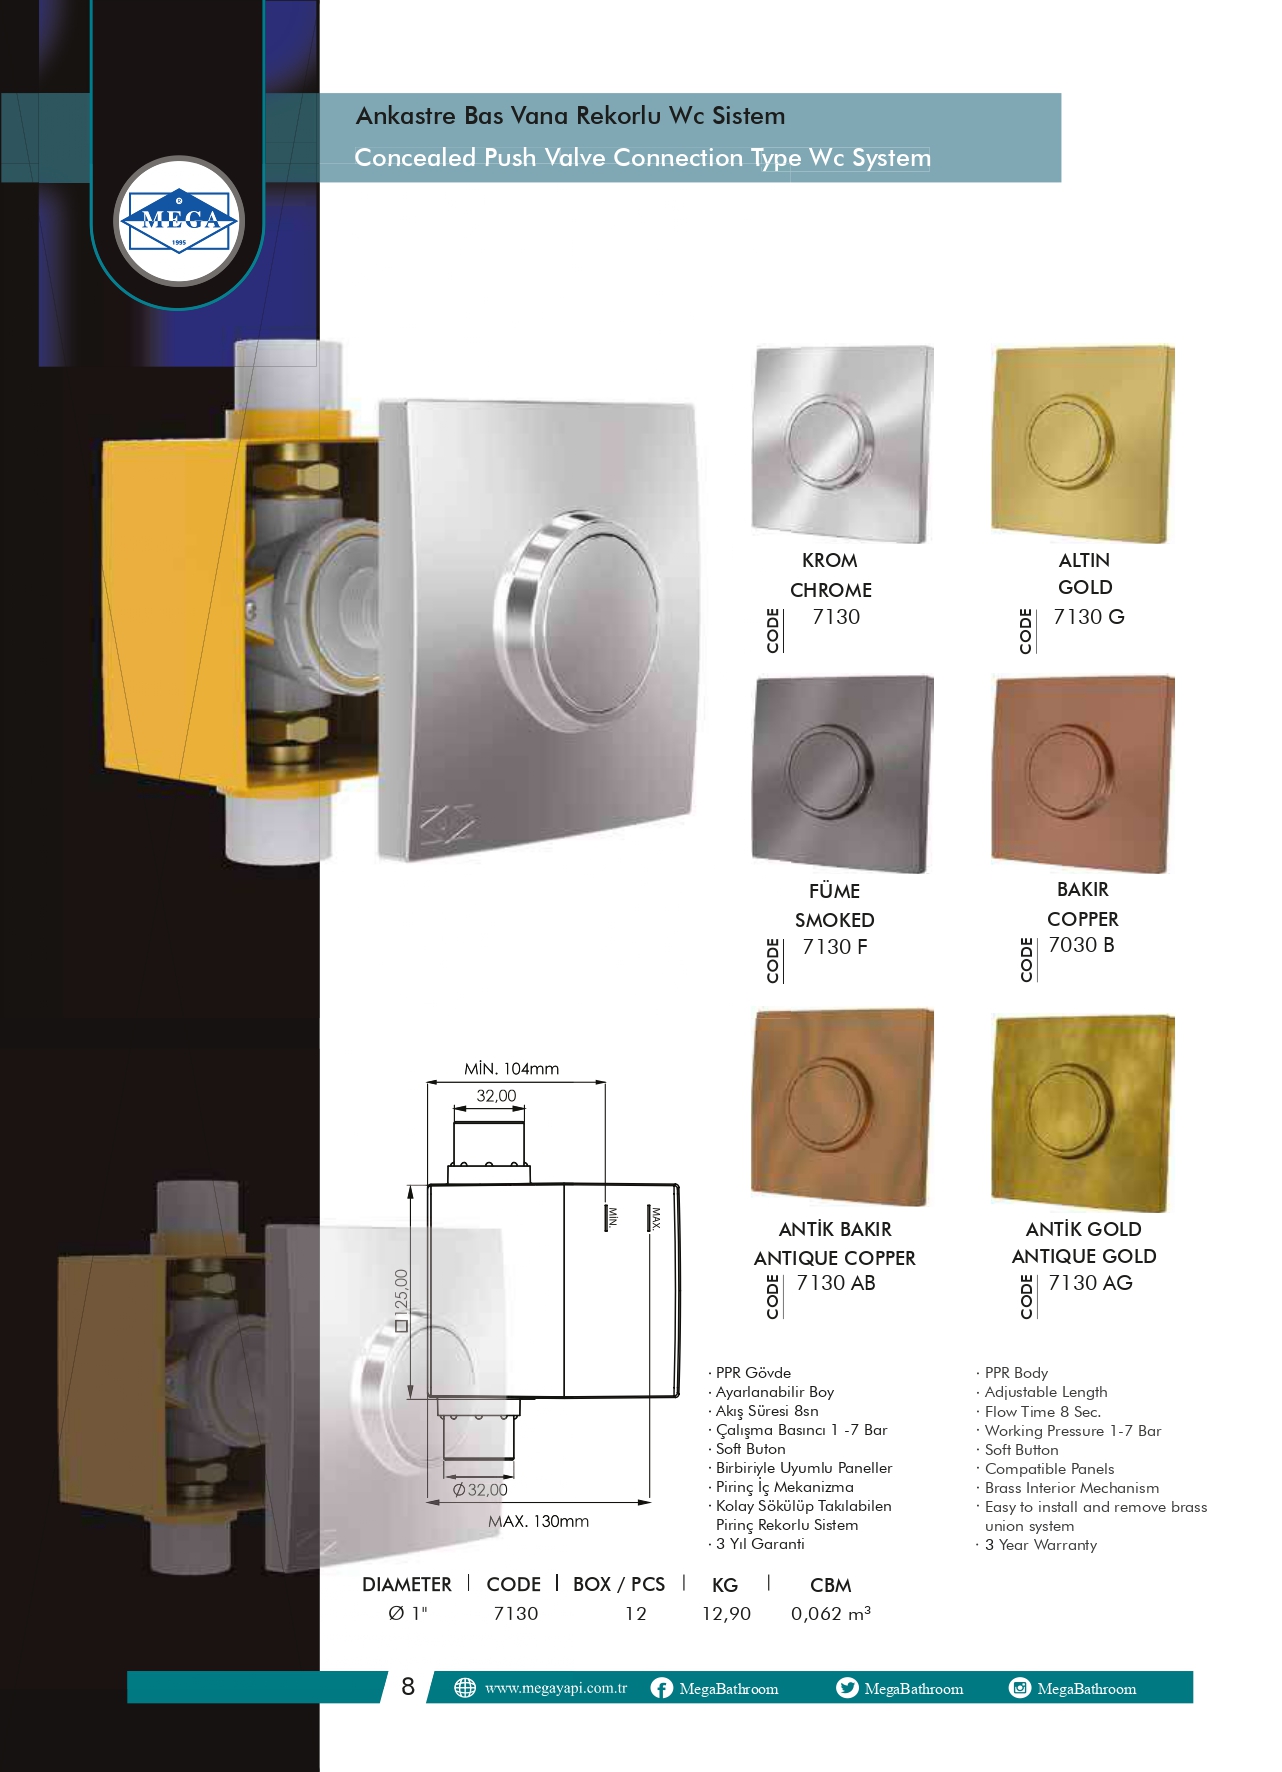 Ankastre Bas Vana Rekorlu Wc Sistem
Concealed Push Valve Connection Type Wc System
MEGA
1995
KROM
CHROME
CODE
7130
ALTIN
GOLD
CODE
7130 G
FÜME
SMOKED
CODE
7130 F
BAKIR
COPPER
CODE
7030 B
ANTİK BAKIR
ANTIQUE COPPER
CODE
7130 AB
ANTİK GOLD
ANTIQUE GOLD
CODE
7130 AG
MİN. 104mm
32,00
MİN.
MAX.
□125,00
Ø32,00
MAX. 130mm
· PPR Gövde
· Ayarlanabilir Boy
· Akış Süresi 8sn
· Çalışma Basıncı 1 -7 Bar
· Soft Buton
· Birbiriyle Uyumlu Paneller
· Pirinç İç Mekanizma
· Kolay Sökülüp Takılabilen
Pirinç Rekorlu Sistem
· 3 Yıl Garanti
· PPR Body
· Adjustable Length
· Flow Time 8 Sec.
· Working Pressure 1-7 Bar
· Soft Button
· Compatible Panels
· Brass Interior Mechanism
· Easy to install and remove brass
union system
· 3 Year Warranty
DIAMETER | CODE | BOX / PCS | KG | CBM
Ø 1" 7130 12 12,90 0,062 m³
8 www.megayapi.com.tr MegaBathroom MegaBathroom MegaBathroom